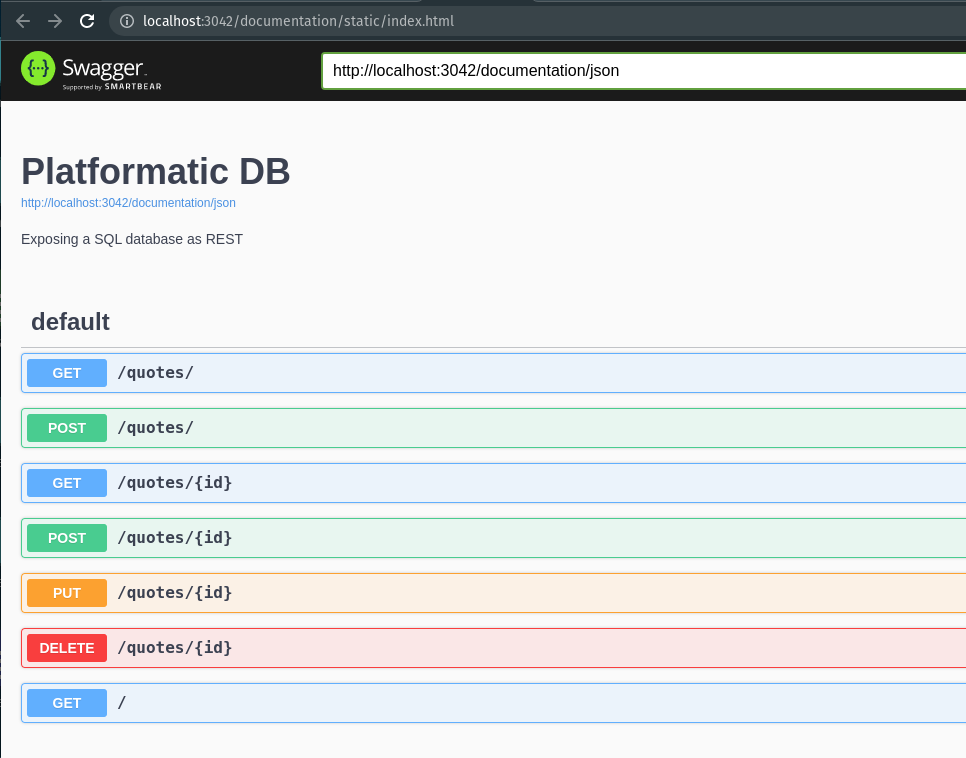 localhost:3042/documentation/static/index.html
{···} Swagger
Supported by SMARTBEAR
http://localhost:3042/documentation/json
Platformatic DB
http://localhost:3042/documentation/json
Exposing a SQL database as REST
default
GET /quotes/
POST /quotes/
GET /quotes/{id}
POST /quotes/{id}
PUT /quotes/{id}
DELETE /quotes/{id}
GET /